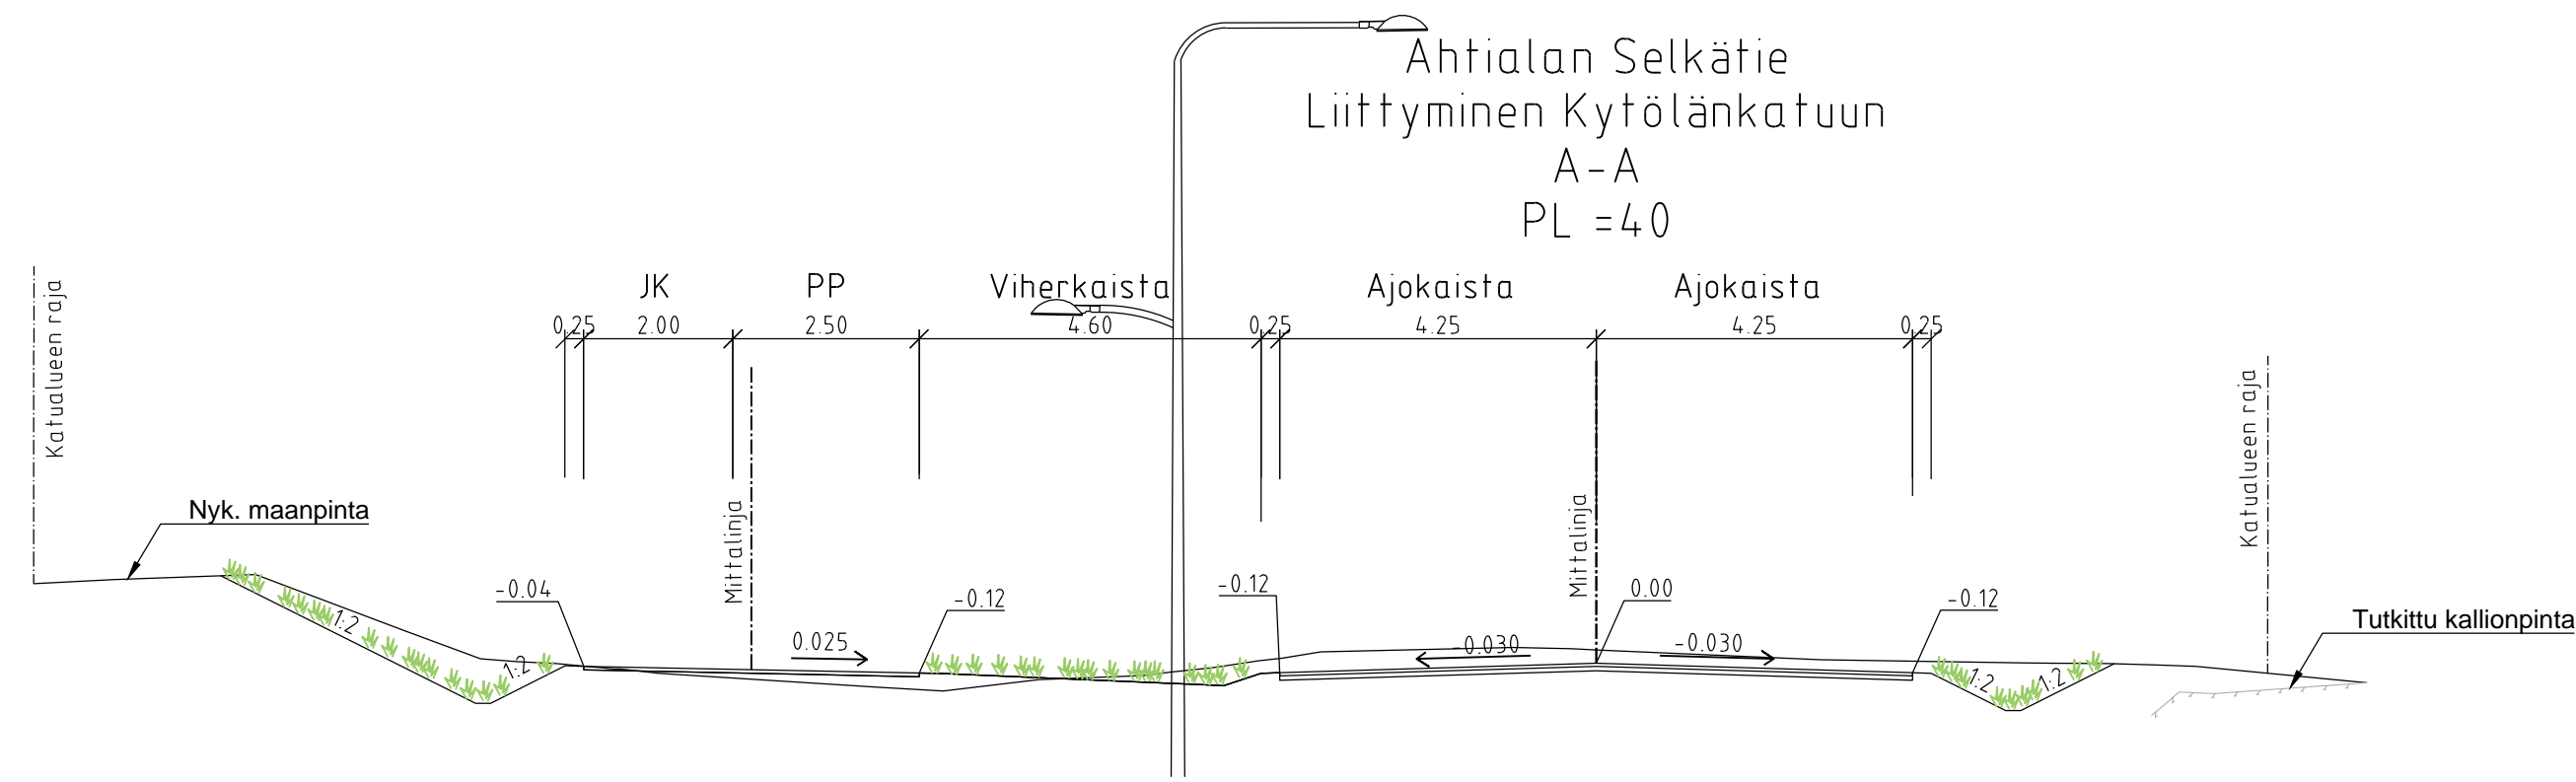 Ahtialan Selkätie
Liittyminen Kytölänkatuun
A-A
PL =40
JK PP Viherkaista Ajokaista Ajokaista
0.25 2.00 2.50 4.60 0.25 4.25 4.25 0.25
Katualueen raja
Katualueen raja
Nyk. maanpinta
Mittalinja
Mittalinja
-0.04
-0.12
-0.12
0.00
-0.12
Tutkittu kallionpinta
1:2
1:2
0.025
-0.030
-0.030
1:2
1:2